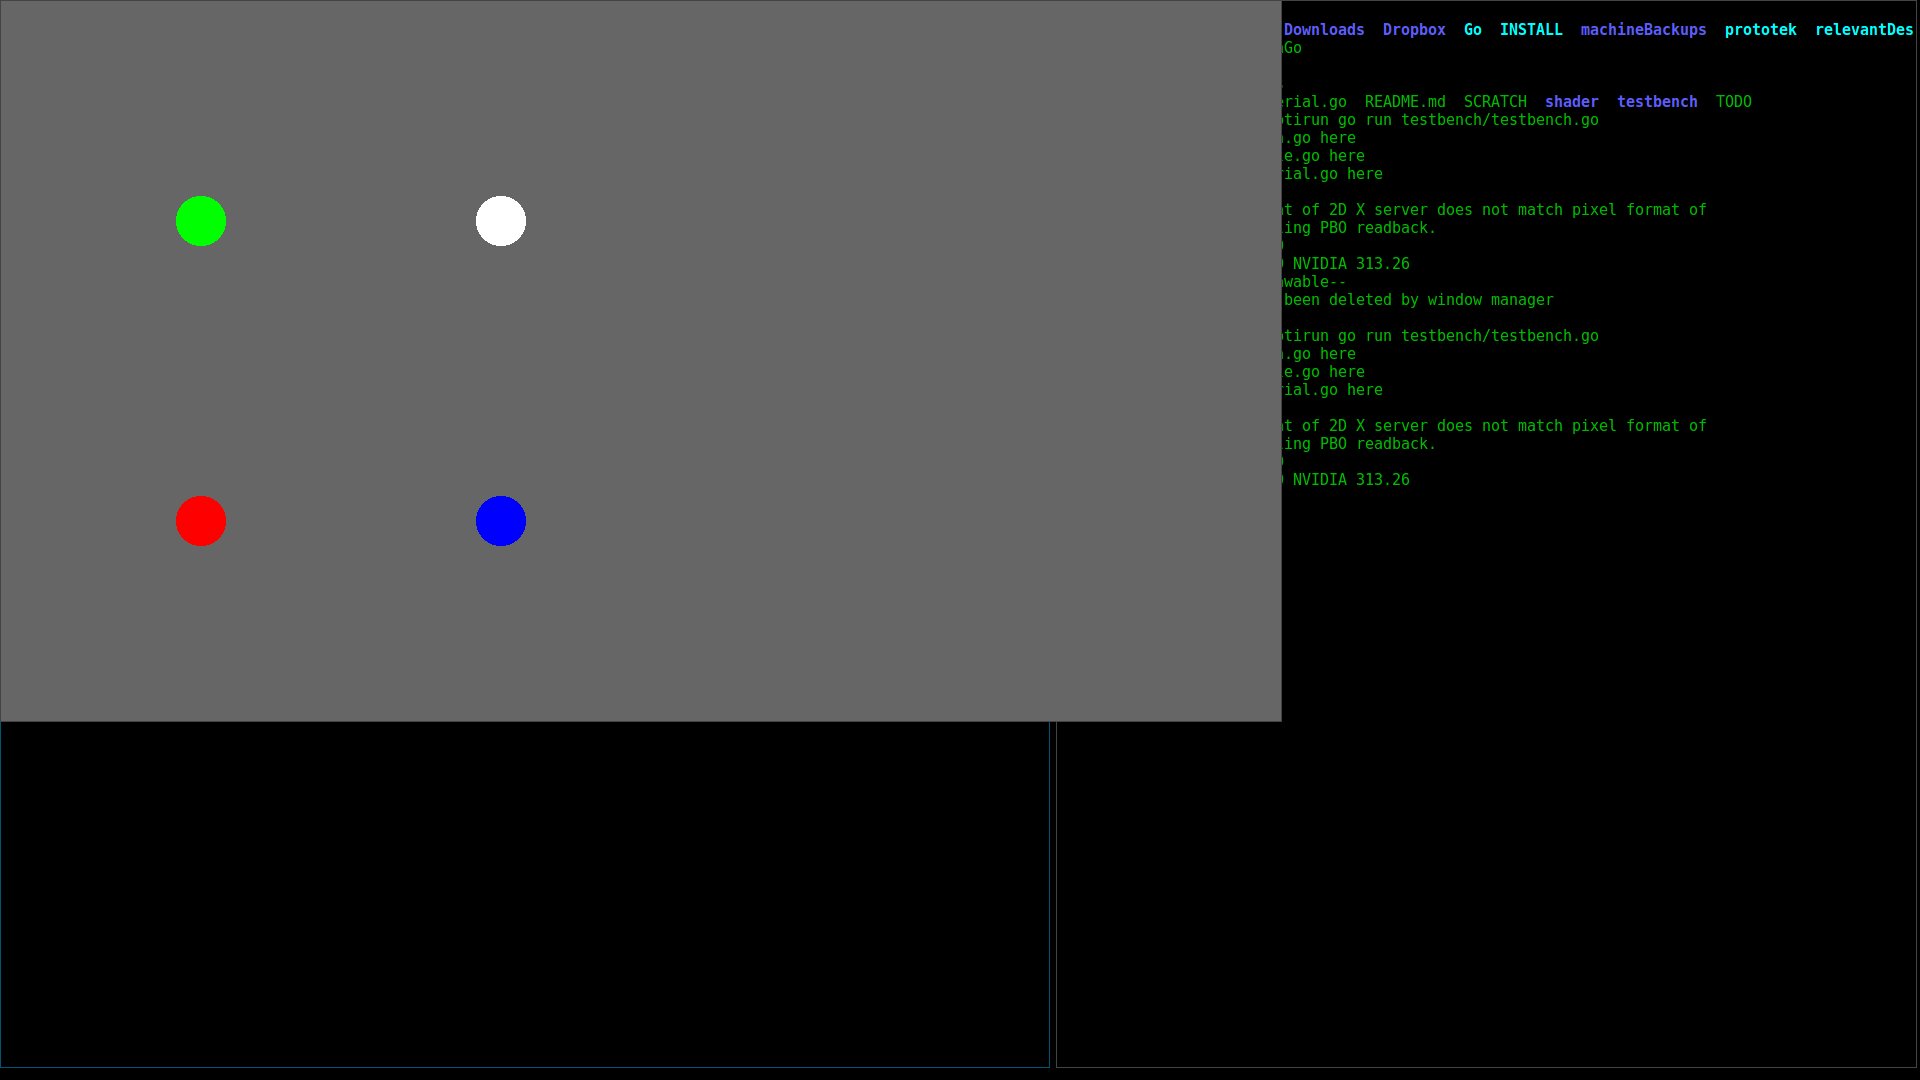 Downloads Dropbox Go INSTALL machineBackups prototek relevantDes
Go
rial.go README.md SCRATCH shader testbench TODO
tirun go run testbench/testbench.go
.go here
e.go here
ial.go here
t of 2D X server does not match pixel format of
ing PBO readback.
NVIDIA 313.26
wable--
been deleted by window manager
tirun go run testbench/testbench.go
.go here
e.go here
ial.go here
t of 2D X server does not match pixel format of
ing PBO readback.
NVIDIA 313.26